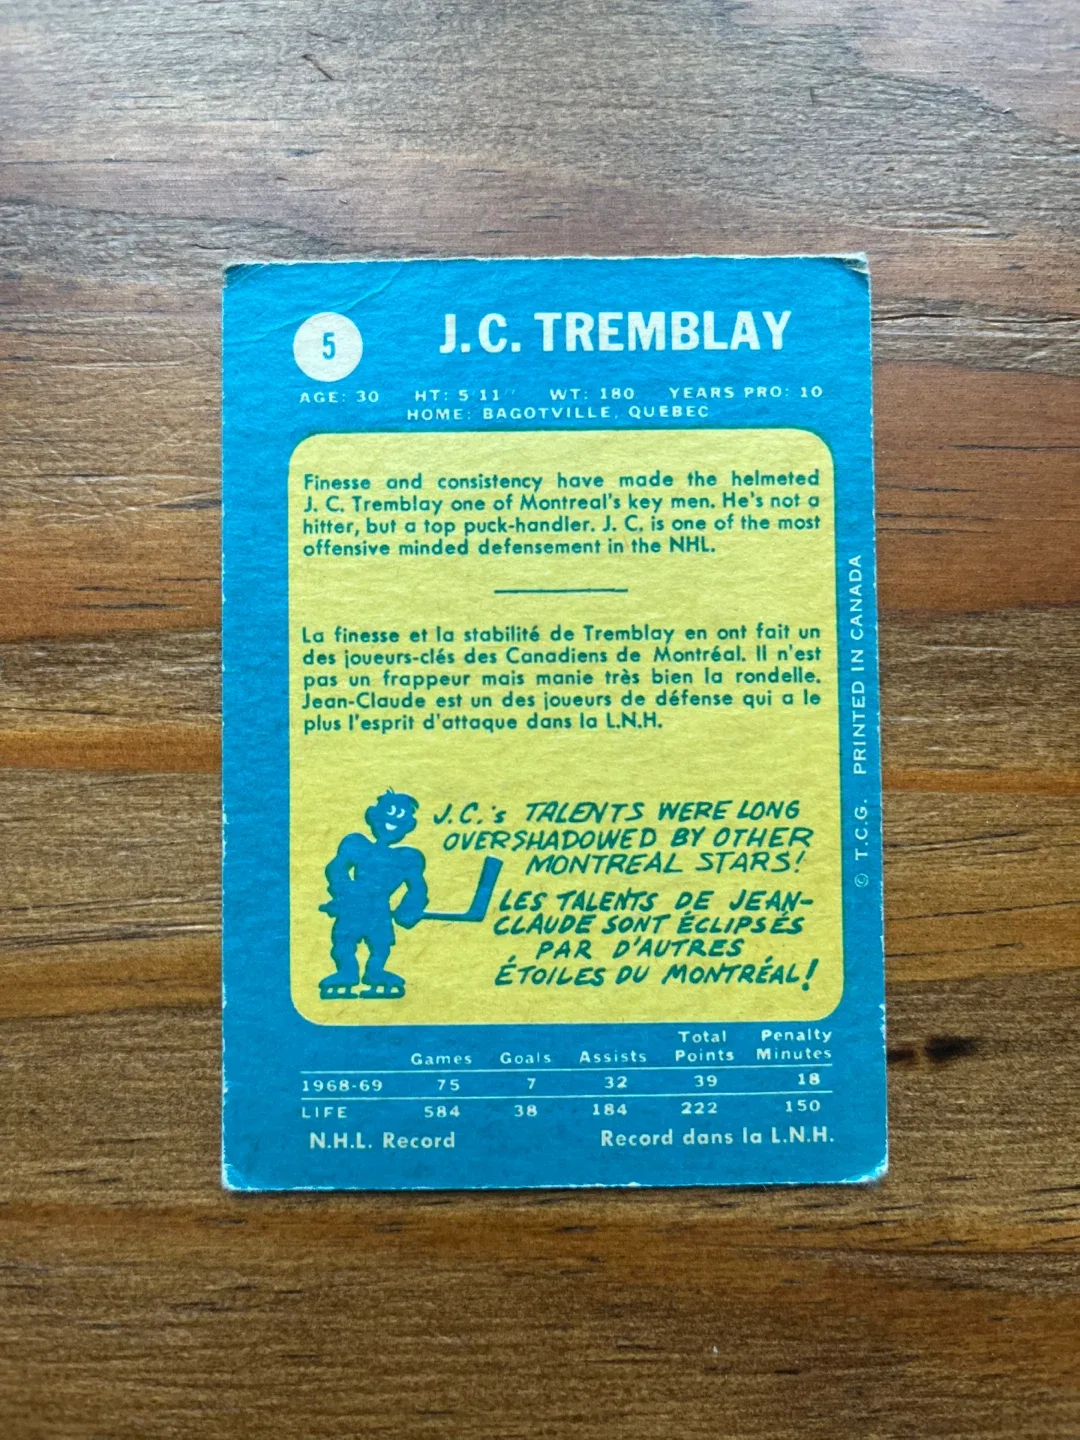 5
J.C. TREMBLAY
AGE: 30 HT: 5'11" WT: 180 YEARS PRO: 10
HOME: BAGOTVILLE, QUEBEC
Finesse and consistency have made the helmeted
J. C. Tremblay one of Montreal's key men. He's not a
hitter, but a top puck-handler. J. C. is one of the most
offensive minded defensement in the NHL.
La finesse et la stabilité de Tremblay en ont fait un
des joueurs-clés des Canadiens de Montréal. Il n'est
pas un frappeur mais manie très bien la rondelle.
Jean-Claude est un des joueurs de défense qui a le
plus l'esprit d'attaque dans la L.N.H.
J.C.'s TALENTS WERE LONG
OVERSHADOWED BY OTHER
MONTREAL STARS!
LES TALENTS DE JEAN-
CLAUDE SONT ÉCLIPSÉS
PAR D'AUTRES
ÉTOILES DU MONTRÉAL!
Total Penalty
Games Goals Assists Points Minutes
1968-69 75 7 32 39 18
LIFE 584 38 184 222 150
N.H.L. Record Record dans la L.N.H.
© T.C.G. PRINTED IN CANADA